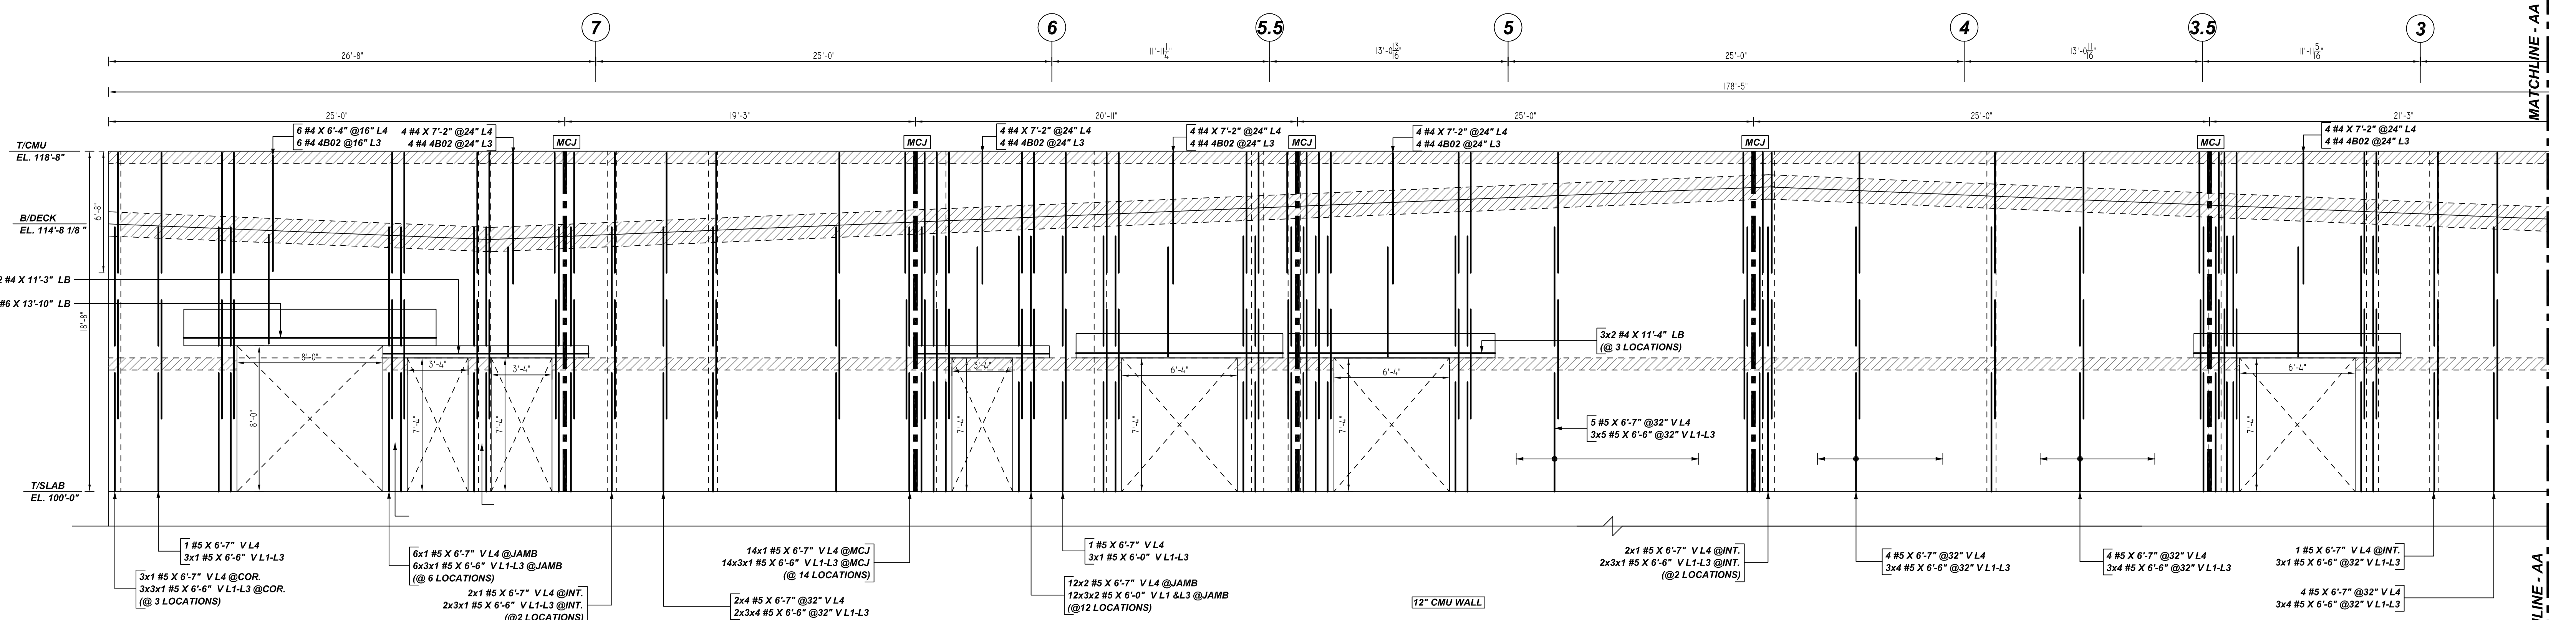 7
6
5.5
5
4
3.5
3
MATCHLINE - AA
26'-8"
25'-0"
11'-11 1/4"
13'-0 13/16"
25'-0"
13'-0 11/16"
11'-11 5/16"
178'-5"
25'-0"
19'-3"
20'-11"
25'-0"
25'-0"
21'-3"
6 #4 X 6'-4" @16" L4
6 #4 4B02 @16" L3
4 #4 X 7'-2" @24" L4
4 #4 4B02 @24" L3
MCJ
MCJ
4 #4 X 7'-2" @24" L4
4 #4 4B02 @24" L3
4 #4 X 7'-2" @24" L4
4 #4 4B02 @24" L3
MCJ
4 #4 X 7'-2" @24" L4
4 #4 4B02 @24" L3
MCJ
MCJ
4 #4 X 7'-2" @24" L4
4 #4 4B02 @24" L3
T/CMU
EL. 118'-8"
6'-8"
B/DECK
EL. 114'-8 1/8 "
2 #4 X 11'-3" LB
#6 X 13'-10" LB
18'-8"
8'-0"
8'-0"
3'-4"
7'-4"
3'-4"
7'-4"
3'-4"
7'-4"
6'-4"
7'-4"
6'-4"
7'-4"
3x2 #4 X 11'-4" LB
(@ 3 LOCATIONS)
6'-4"
7'-4"
5 #5 X 6'-7" @32" V L4
3x5 #5 X 6'-6" @32" V L1-L3
T/SLAB
EL. 100'-0"
1 #5 X 6'-7" V L4
3x1 #5 X 6'-6" V L1-L3
3x1 #5 X 6'-7" V L4 @COR.
3x3x1 #5 X 6'-6" V L1-L3 @COR.
(@ 3 LOCATIONS)
6x1 #5 X 6'-7" V L4 @JAMB
6x3x1 #5 X 6'-6" V L1-L3 @JAMB
(@ 6 LOCATIONS)
2x1 #5 X 6'-7" V L4 @INT.
2x3x1 #5 X 6'-6" V L1-L3 @INT.
(@2 LOCATIONS)
2x4 #5 X 6'-7" @32" V L4
2x3x4 #5 X 6'-6" @32" V L1-L3
14x1 #5 X 6'-7" V L4 @MCJ
14x3x1 #5 X 6'-6" V L1-L3 @MCJ
(@ 14 LOCATIONS)
1 #5 X 6'-7" V L4
3x1 #5 X 6'-0" V L1-L3
12x2 #5 X 6'-7" V L4 @JAMB
12x3x2 #5 X 6'-0" V L1 &L3 @JAMB
(@12 LOCATIONS)
12" CMU WALL
2x1 #5 X 6'-7" V L4 @INT.
2x3x1 #5 X 6'-6" V L1-L3 @INT.
(@2 LOCATIONS)
4 #5 X 6'-7" @32" V L4
3x4 #5 X 6'-6" @32" V L1-L3
4 #5 X 6'-7" @32" V L4
3x4 #5 X 6'-6" @32" V L1-L3
1 #5 X 6'-7" V L4 @INT.
3x1 #5 X 6'-6" @32" V L1-L3
4 #5 X 6'-7" @32" V L4
3x4 #5 X 6'-6" @32" V L1-L3
HLINE - AA